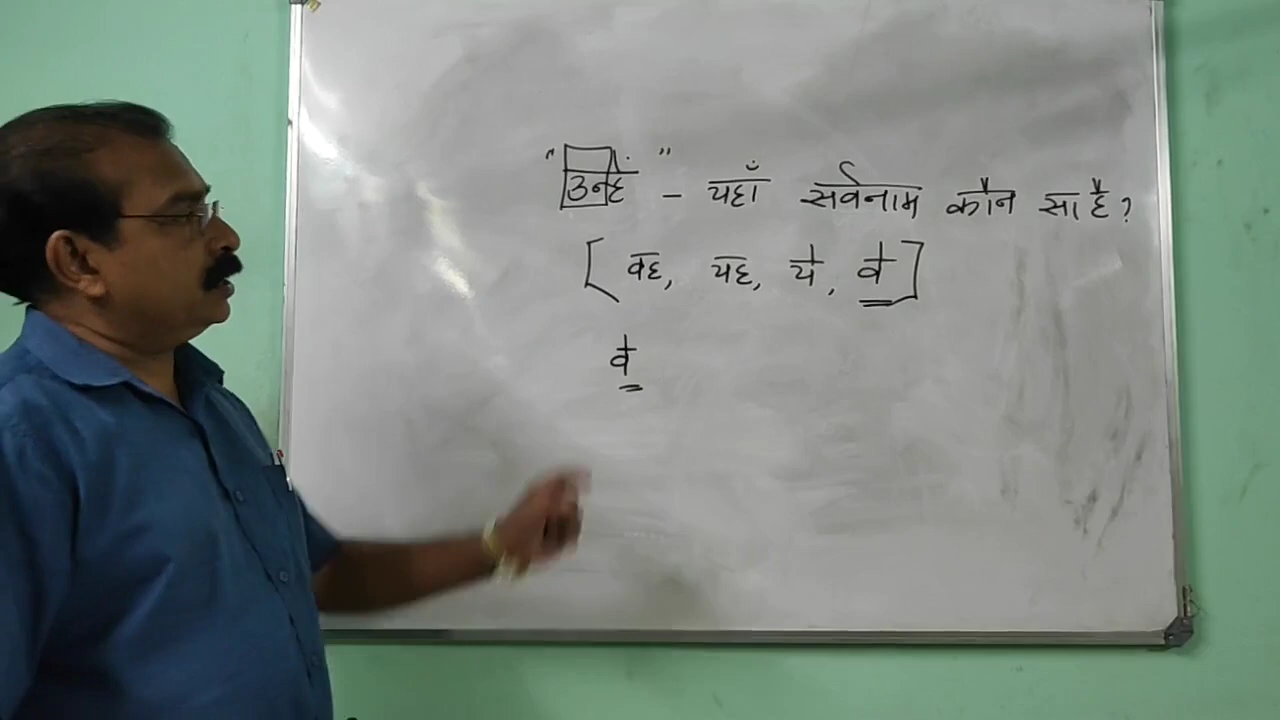 "उन्हें" – यहाँ सर्वनाम कौन सा है?
[ वह, यह, ये, वे ]
वे